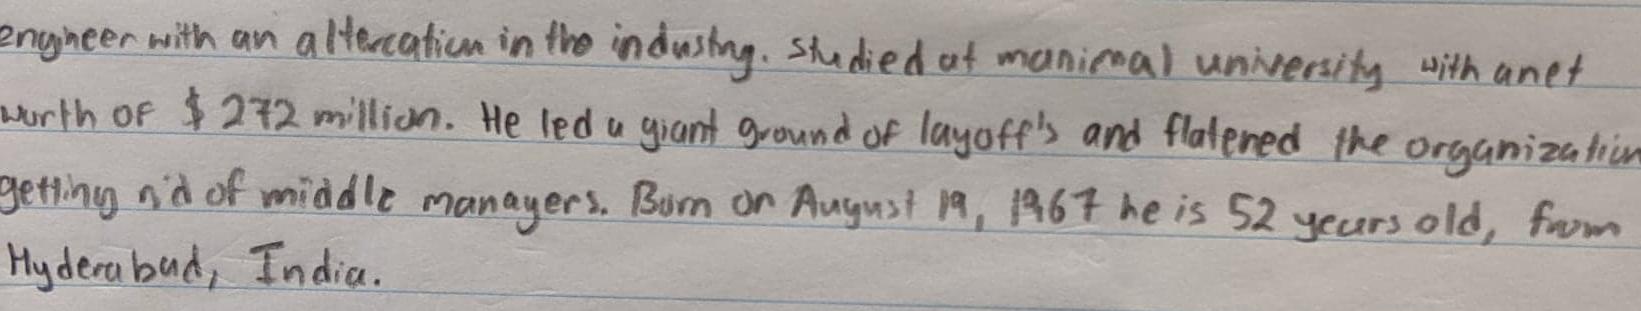 engineer with an altercation in the industry. studied at manimal university with a net
worth of $272 million. He led a giant ground of layoff's and flatened the organization
getting rid of middle managers. Born on August 19, 1967 he is 52 years old, from
Hyderabad, India.